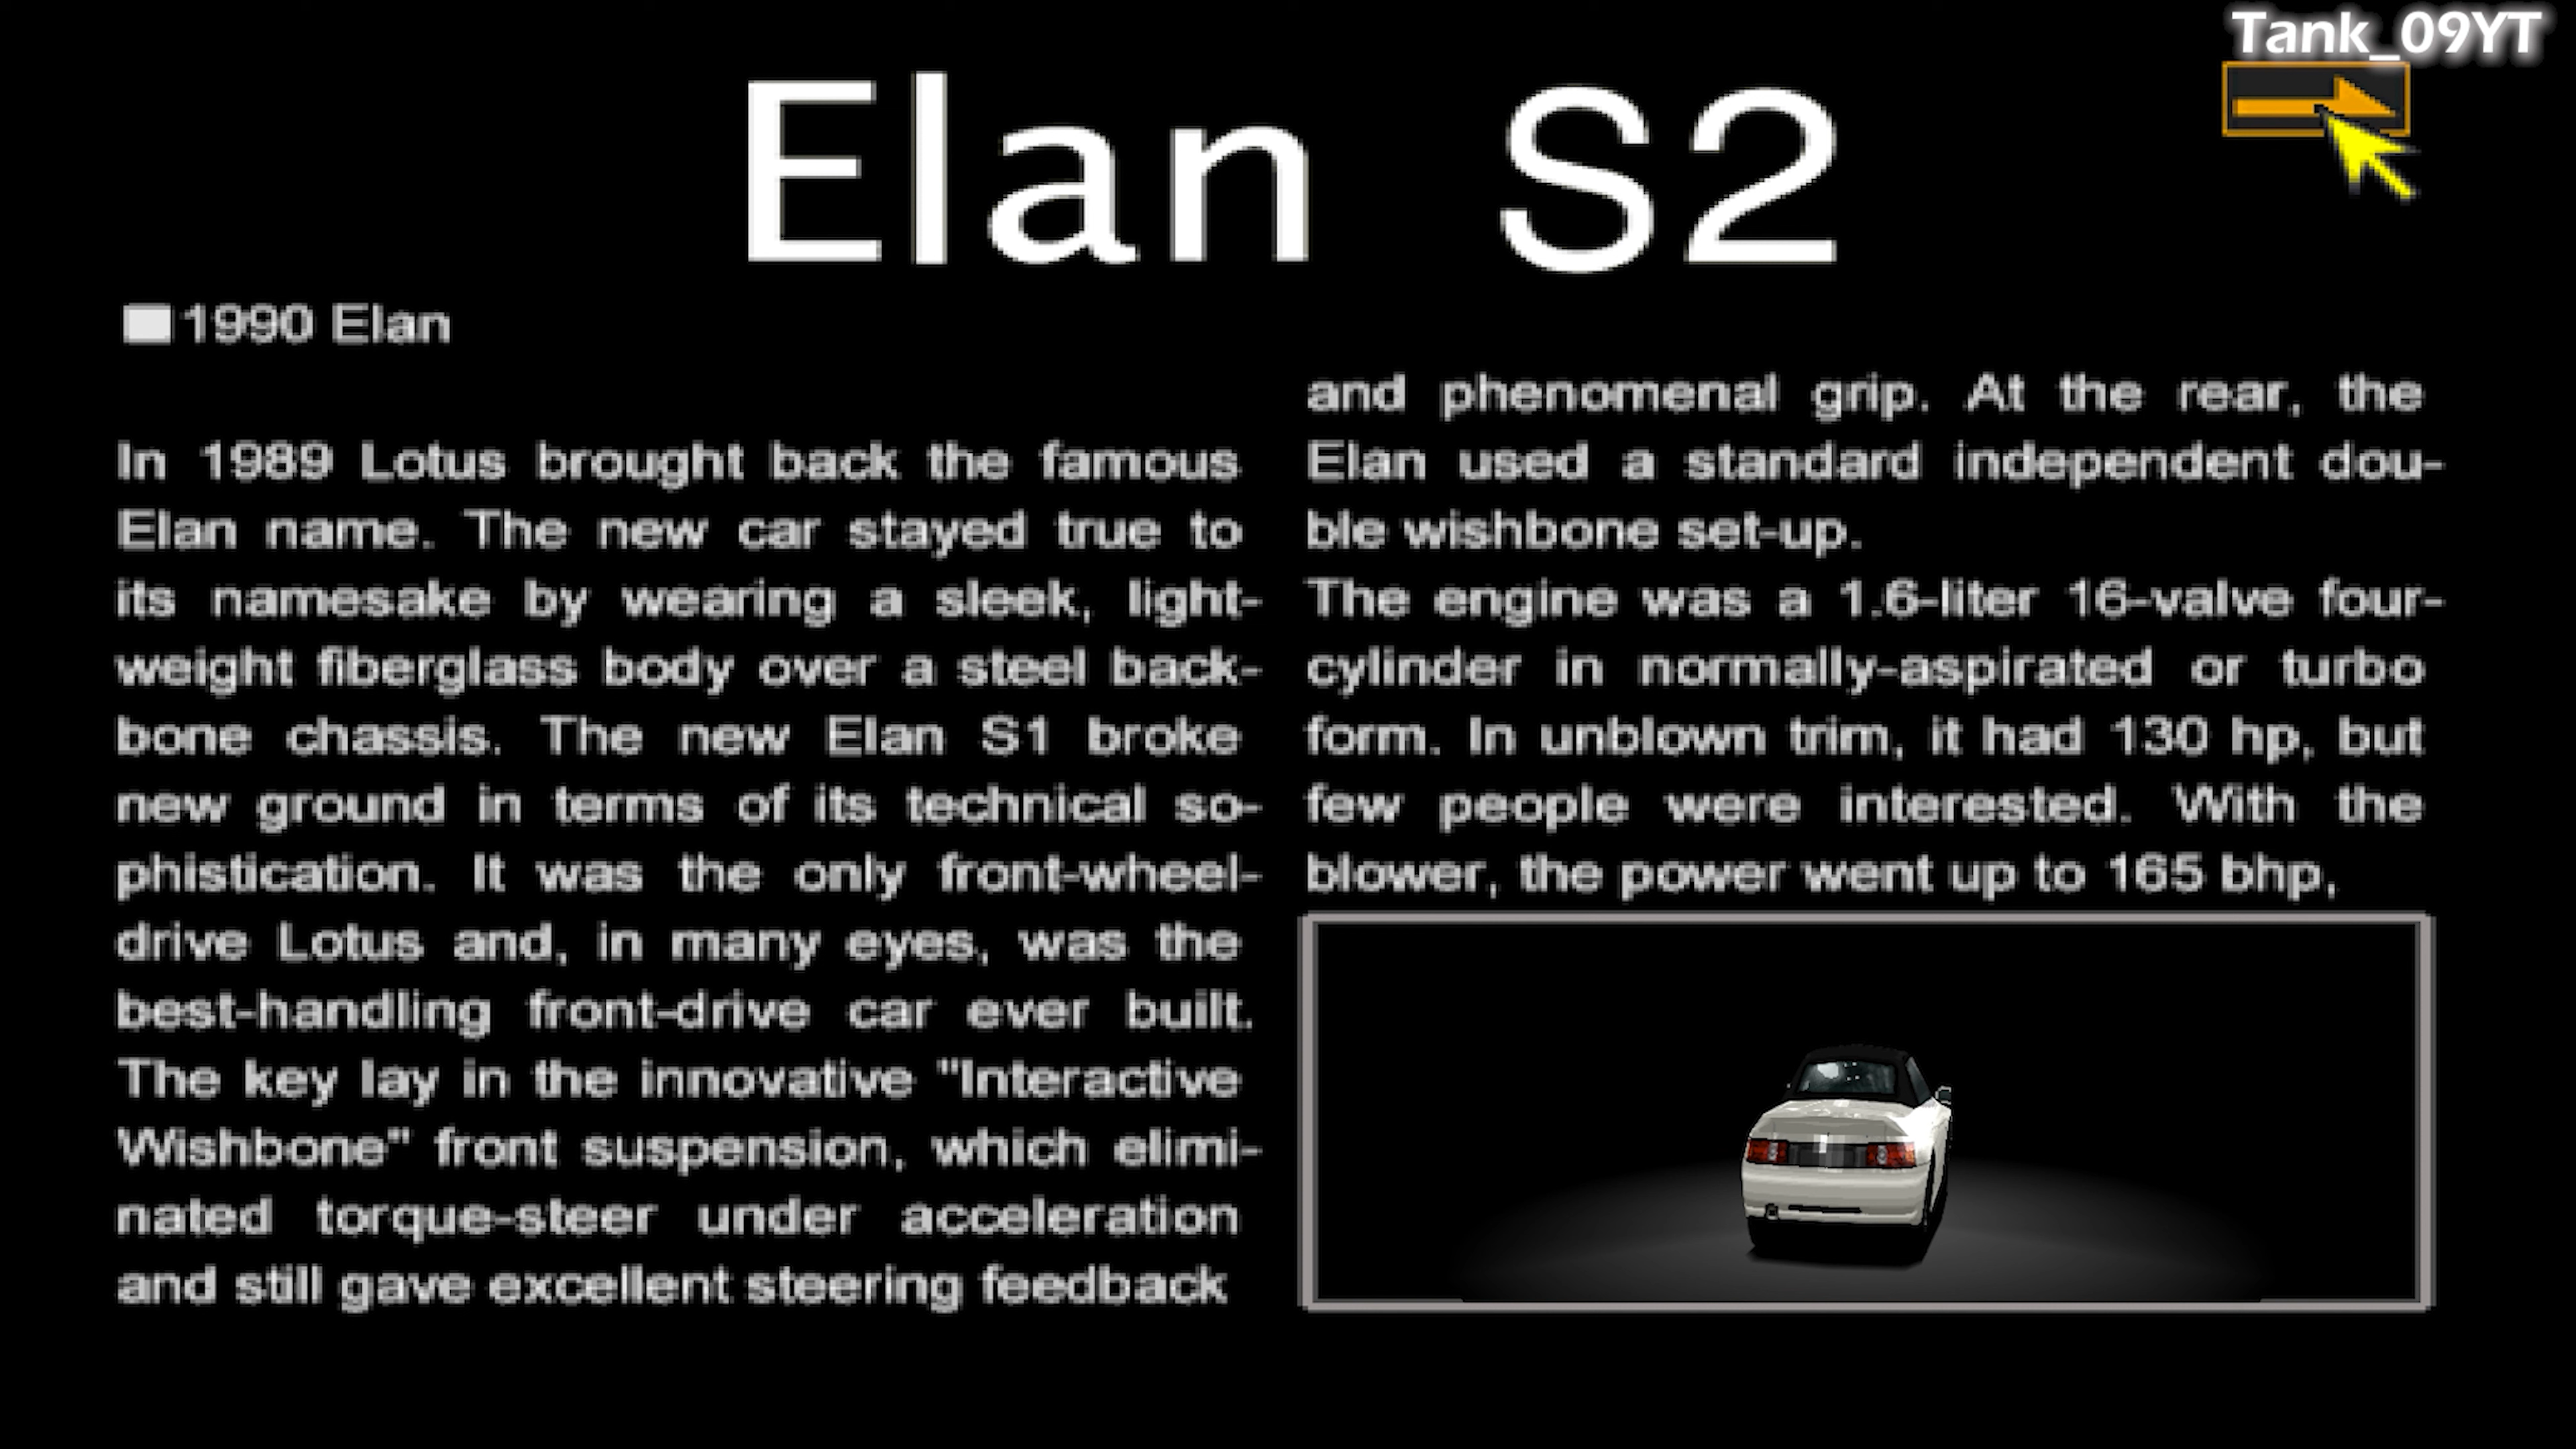 Tank_09YT
Elan S2
1990 Elan
In 1989 Lotus brought back the famous
Elan name. The new car stayed true to
its namesake by wearing a sleek, light-
weight fiberglass body over a steel back-
bone chassis. The new Elan S1 broke
new ground in terms of its technical so-
phistication. It was the only front-wheel-
drive Lotus and, in many eyes, was the
best-handling front-drive car ever built.
The key lay in the innovative "Interactive
Wishbone" front suspension, which elimi-
nated torque-steer under acceleration
and still gave excellent steering feedback
and phenomenal grip. At the rear, the
Elan used a standard independent dou-
ble wishbone set-up.
The engine was a 1.6-liter 16-valve four-
cylinder in normally-aspirated or turbo
form. In unblown trim, it had 130 hp, but
few people were interested. With the
blower, the power went up to 165 bhp,